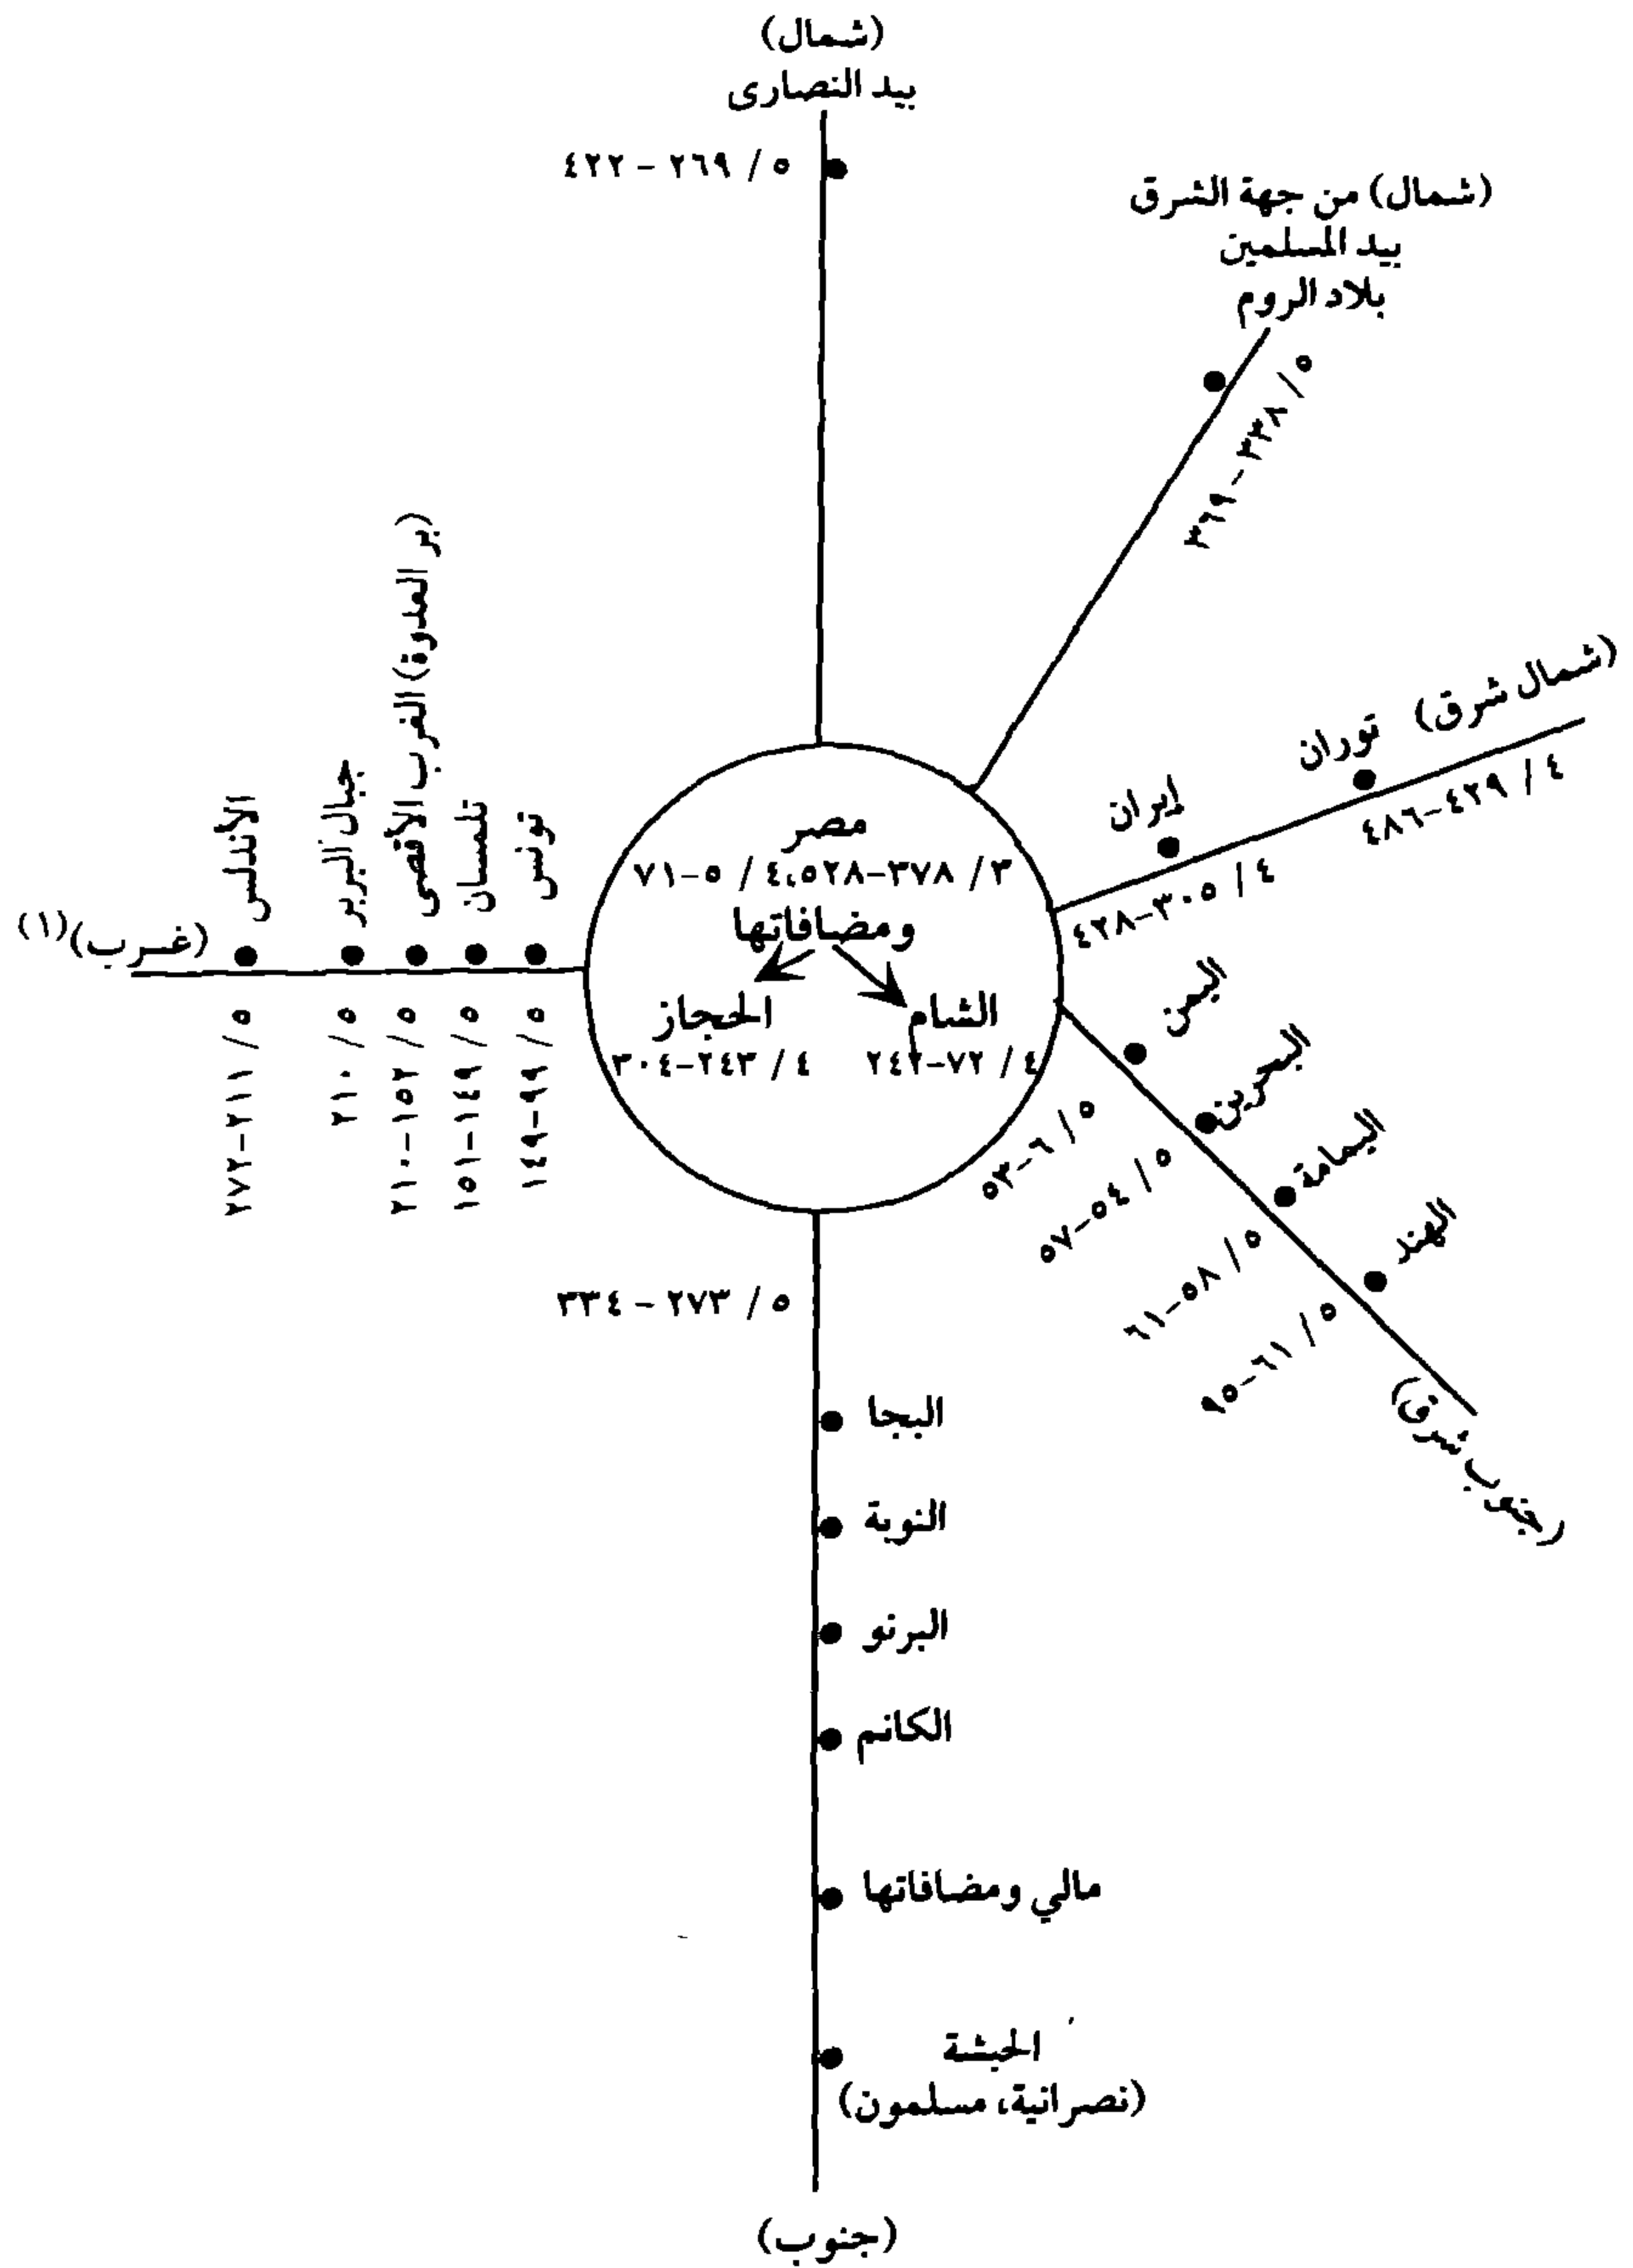 (شمال)
بيد النصارى
٥ / ٢٦٩ - ٤٢٢
(شمال) من جهة الشرق
بيد المسلمين
بلاد الروم
٥ / ٣٣٨ - ٣٦٩
(شمال شرق)
توران
٤ / ٤٢٩-٤٨٦
إيران
٤ / ٣٠٥-٤٢٨
مصر
٣ / ٣٧٨-٥٢٨،٤ / ٥-٧١
ومضافاتها
الشام
٤ / ٧٢-٢٤٢
الحجاز
٤ / ٢٤٣-٣٠٤
اليمن
٥ / ٦-٥٣
البحرين
٥ / ٥٤-٥٧
اليمامة
٥ / ٥٨-٦١
الهند
٥ / ٦١-٩٥
(جنوب شرق)
تونس
٥ / ٩٩-١٤٩
تلمسان
٥ / ١٤٩-١٥١
(بر العدوة) الغرب الأقصى
٥ / ١٥٢-٢١٠
جبال البربر
٥ / ٢١٠
الأندلس
٥ / ٢١١-٢٧٢
(غرب)(١)
٥ / ٢٧٣ - ٣٣٤
البجا
النوبة
البرنو
الكانم
مالي ومضافاتها
الحبشة
(نصرانية، مسلمون)
(جنوب)